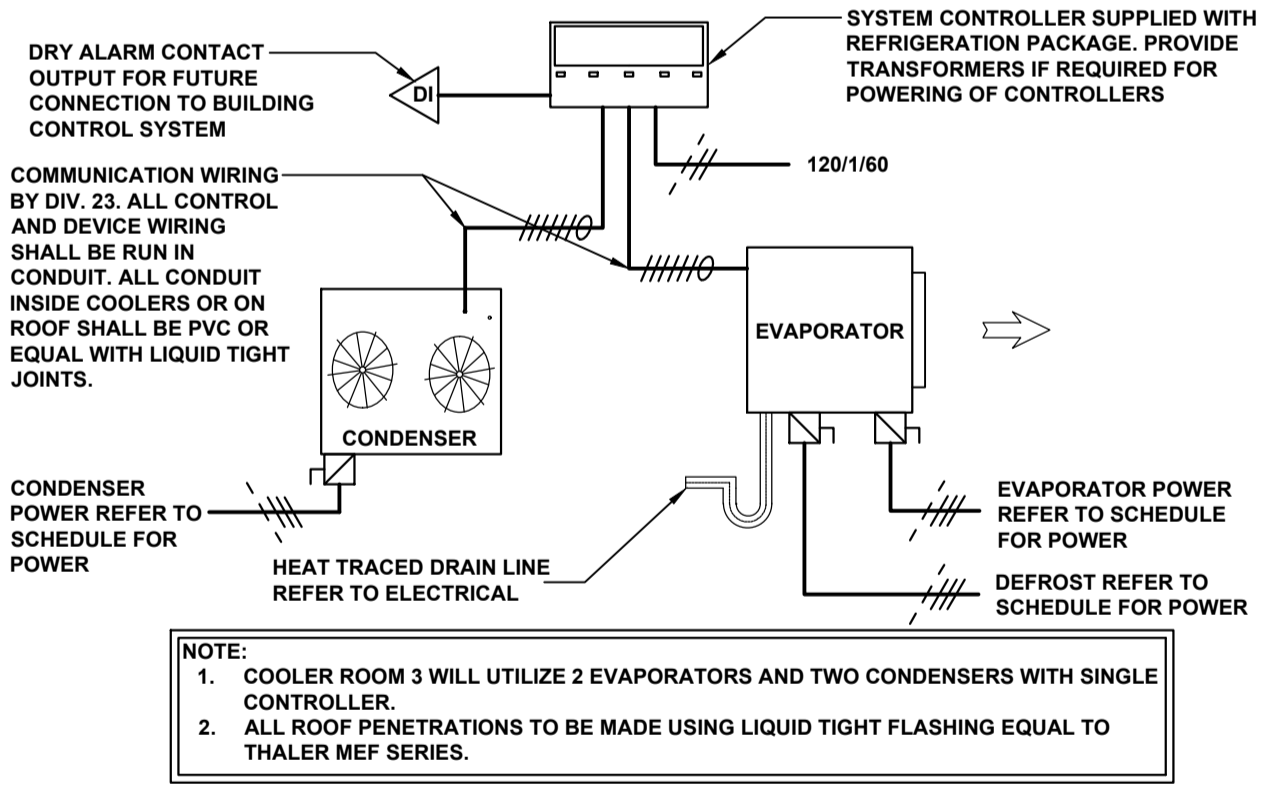 SYSTEM CONTROLLER SUPPLIED WITH
REFRIGERATION PACKAGE. PROVIDE
TRANSFORMERS IF REQUIRED FOR
POWERING OF CONTROLLERS
DRY ALARM CONTACT
OUTPUT FOR FUTURE
CONNECTION TO BUILDING
CONTROL SYSTEM
DI
120/1/60
COMMUNICATION WIRING
BY DIV. 23. ALL CONTROL
AND DEVICE WIRING
SHALL BE RUN IN
CONDUIT. ALL CONDUIT
INSIDE COOLERS OR ON
ROOF SHALL BE PVC OR
EQUAL WITH LIQUID TIGHT
JOINTS.
EVAPORATOR
CONDENSER
CONDENSER
POWER REFER TO
SCHEDULE FOR
POWER
HEAT TRACED DRAIN LINE
REFER TO ELECTRICAL
EVAPORATOR POWER
REFER TO SCHEDULE
FOR POWER
DEFROST REFER TO
SCHEDULE FOR POWER
NOTE:
1. COOLER ROOM 3 WILL UTILIZE 2 EVAPORATORS AND TWO CONDENSERS WITH SINGLE
CONTROLLER.
2. ALL ROOF PENETRATIONS TO BE MADE USING LIQUID TIGHT FLASHING EQUAL TO
THALER MEF SERIES.